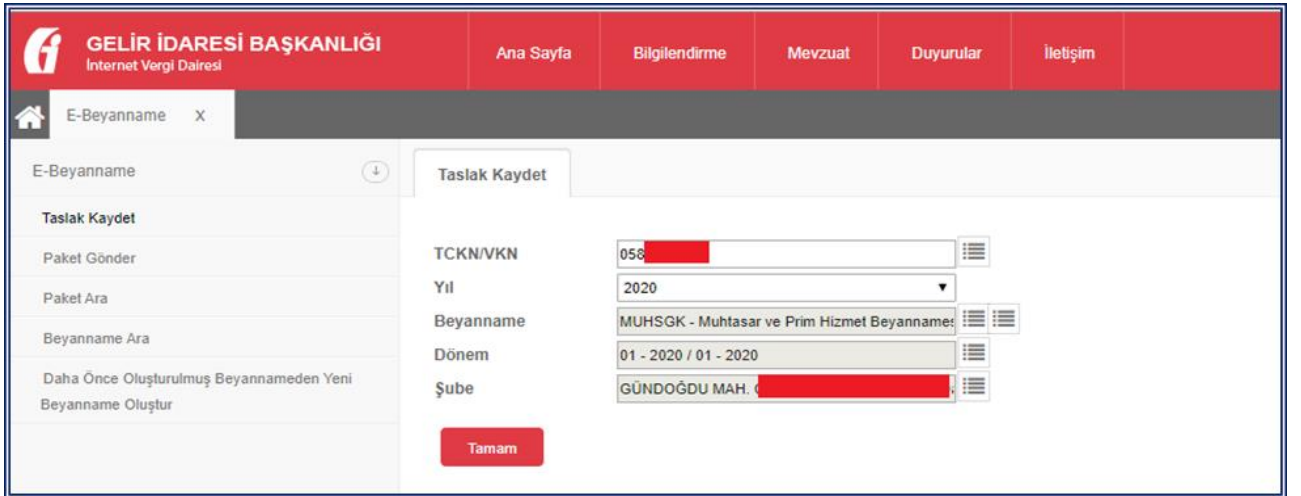 GELİR İDARESİ BAŞKANLIĞI
İnternet Vergi Dairesi
Ana Sayfa
Bilgilendirme
Mevzuat
Duyurular
İletişim
E-Beyanname X
E-Beyanname
Taslak Kaydet
Paket Gönder
Paket Ara
Beyanname Ara
Daha Önce Oluşturulmuş Beyannameden Yeni
Beyanname Oluştur
Taslak Kaydet
TCKN/VKN 058
Yıl 2020
Beyanname MUHSGK - Muhtasar ve Prim Hizmet Beyannames
Dönem 01 - 2020 / 01 - 2020
Şube GÜNDOĞDU MAH.
Tamam